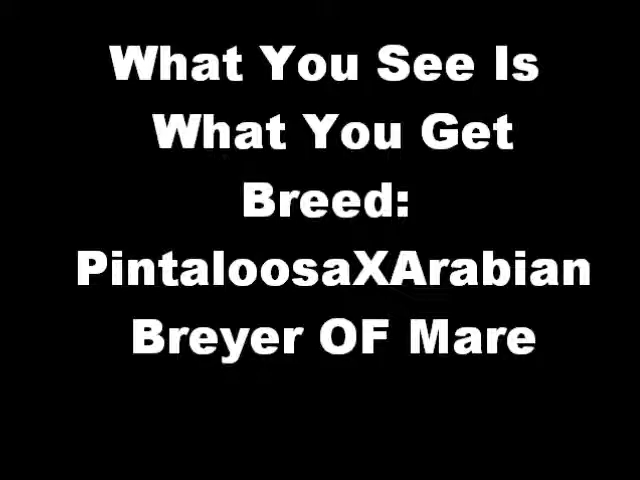 What You See Is
What You Get
Breed:
PintaloosaXArabian
Breyer OF Mare